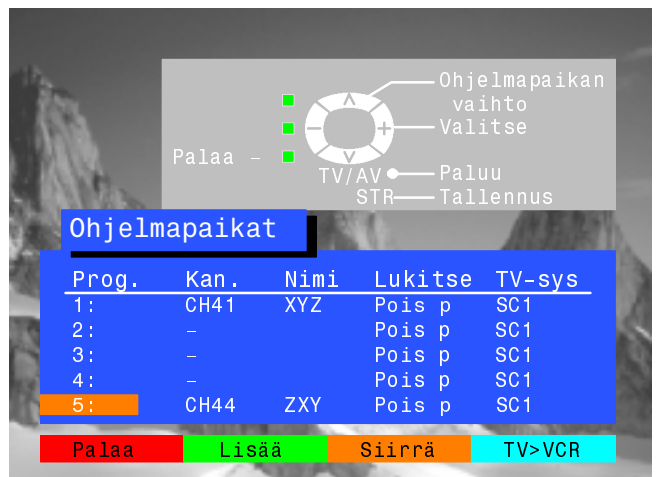 Ohjelmapaikan
vaihto
Valitse
Palaa –
TV/AV Paluu
STR Tallennus
Ohjelmapaikat
Prog. Kan. Nimi Lukitse TV-sys
1: CH41 XYZ Pois p SC1
2: – Pois p SC1
3: – Pois p SC1
4: – Pois p SC1
5: CH44 ZXY Pois p SC1
Palaa Lisää Siirrä TV>VCR